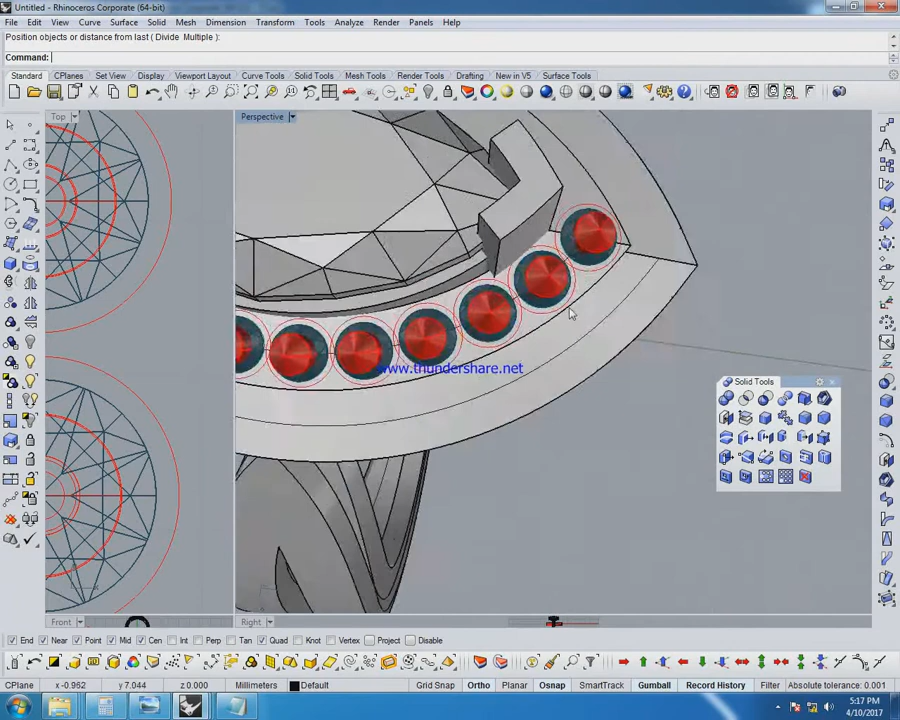 Untitled - Rhinoceros Corporate (64-bit)
File Edit View Curve Surface Solid Mesh Dimension Transform Tools Analyze Render Panels Help
Position objects or distance from last ( Divide Multiple ):
Command:
Standard CPlanes Set View Display Viewport Layout Curve Tools Solid Tools Mesh Tools Render Tools Drafting New in V5 Surface Tools
Top Perspective
www.thundershare.net
Solid Tools
Front Right
End Near Point Mid Cen Int Perp Tan Quad Knot Vertex Project Disable
CPlane x -0.962 y 7.044 z 0.000 Millimeters Default Grid Snap Ortho Planar Osnap SmartTrack Gumball Record History Filter Absolute tolerance: 0.001
5:17 PM
4/10/2017